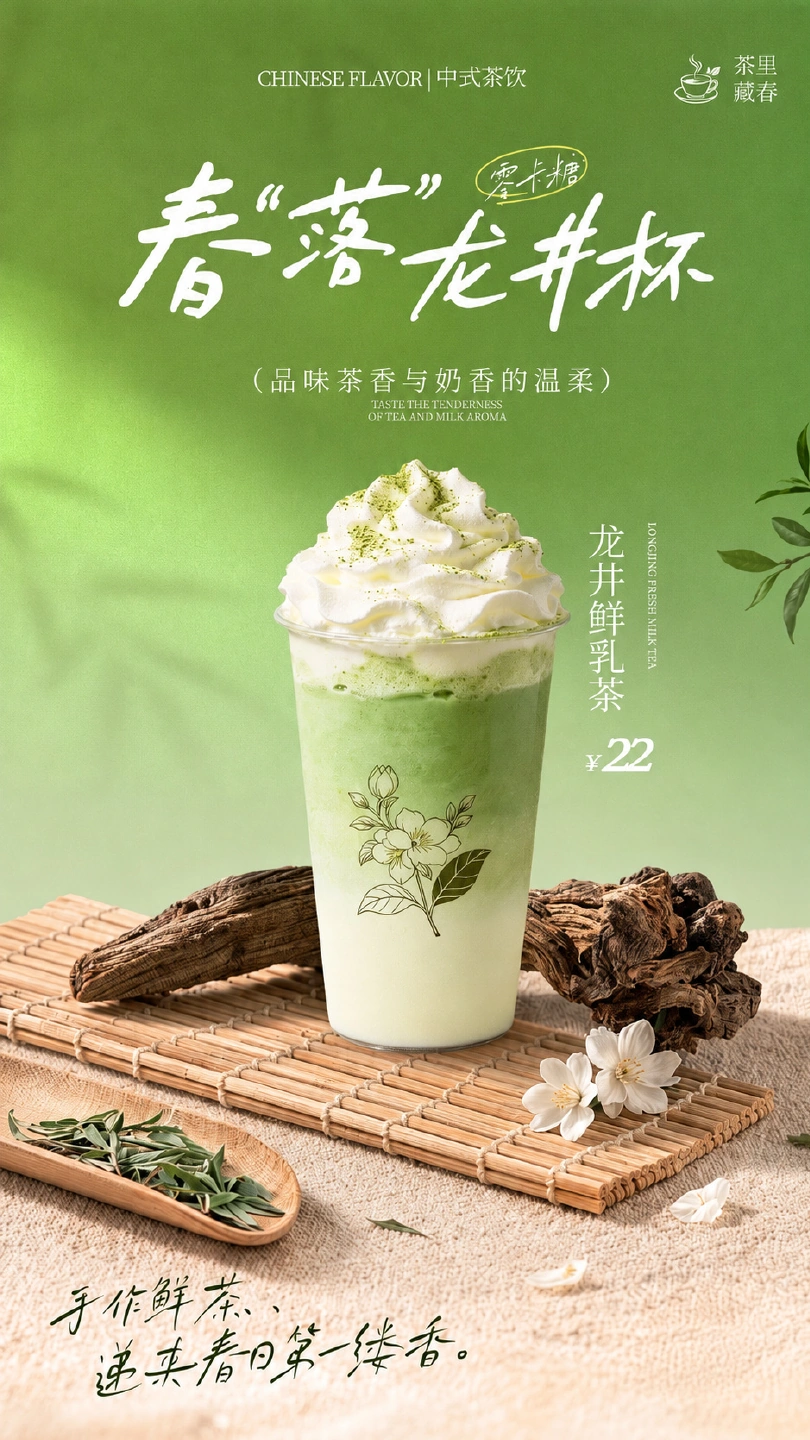 CHINESE FLAVOR | 中式茶饮
茶里
藏春
零卡糖
春“落”龙井杯
（品味茶香与奶香的温柔）
TASTE THE TENDERNESS
OF TEA AND MILK AROMA
龙井鲜乳茶
LONGJING FRESH MILK TEA
¥22
手作鲜茶、
递来春日第一缕香。